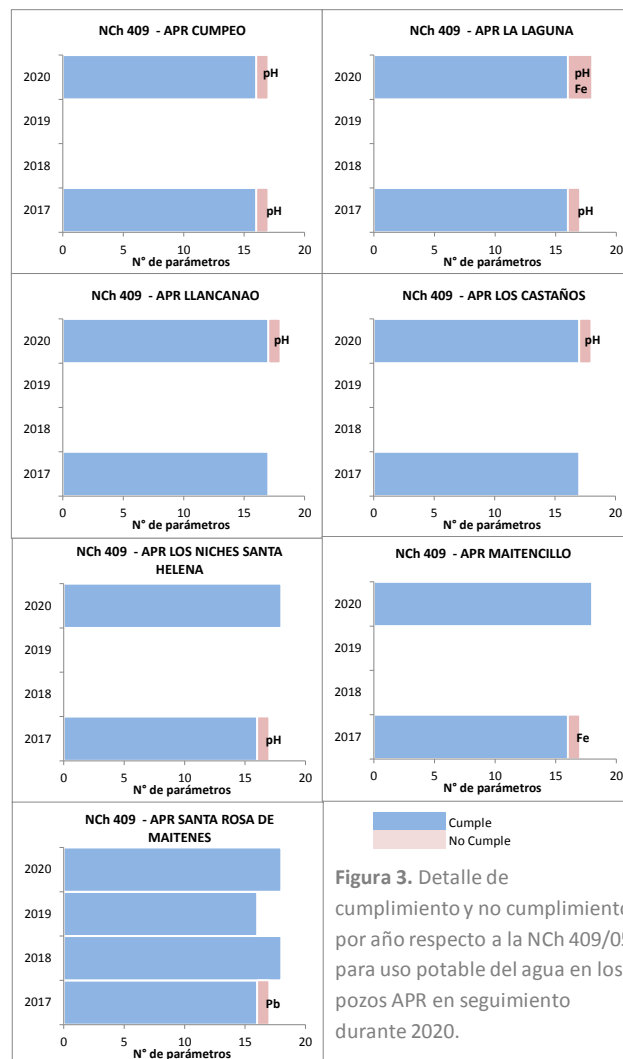 NCh 409 - APR CUMPEO
2020
2019
2018
2017
pH
pH
0 5 10 15 20
N° de parámetros
NCh 409 - APR LA LAGUNA
2020
2019
2018
2017
pH
Fe
pH
0 5 10 15 20
N° de parámetros
NCh 409 - APR LLANCANAO
2020
2019
2018
2017
pH
0 5 10 15 20
N° de parámetros
NCh 409 - APR LOS CASTAÑOS
2020
2019
2018
2017
pH
0 5 10 15 20
N° de parámetros
NCh 409 - APR LOS NICHES SANTA
HELENA
2020
2019
2018
2017
pH
0 5 10 15 20
N° de parámetros
NCh 409 - APR MAITENCILLO
2020
2019
2018
2017
Fe
0 5 10 15 20
N° de parámetros
NCh 409 - APR SANTA ROSA DE
MAITENES
2020
2019
2018
2017
Pb
0 5 10 15 20
N° de parámetros
Cumple
No Cumple
Figura 3. Detalle de
cumplimiento y no cumplimiento
por año respecto a la NCh 409/05
para uso potable del agua en los
pozos APR en seguimiento
durante 2020.